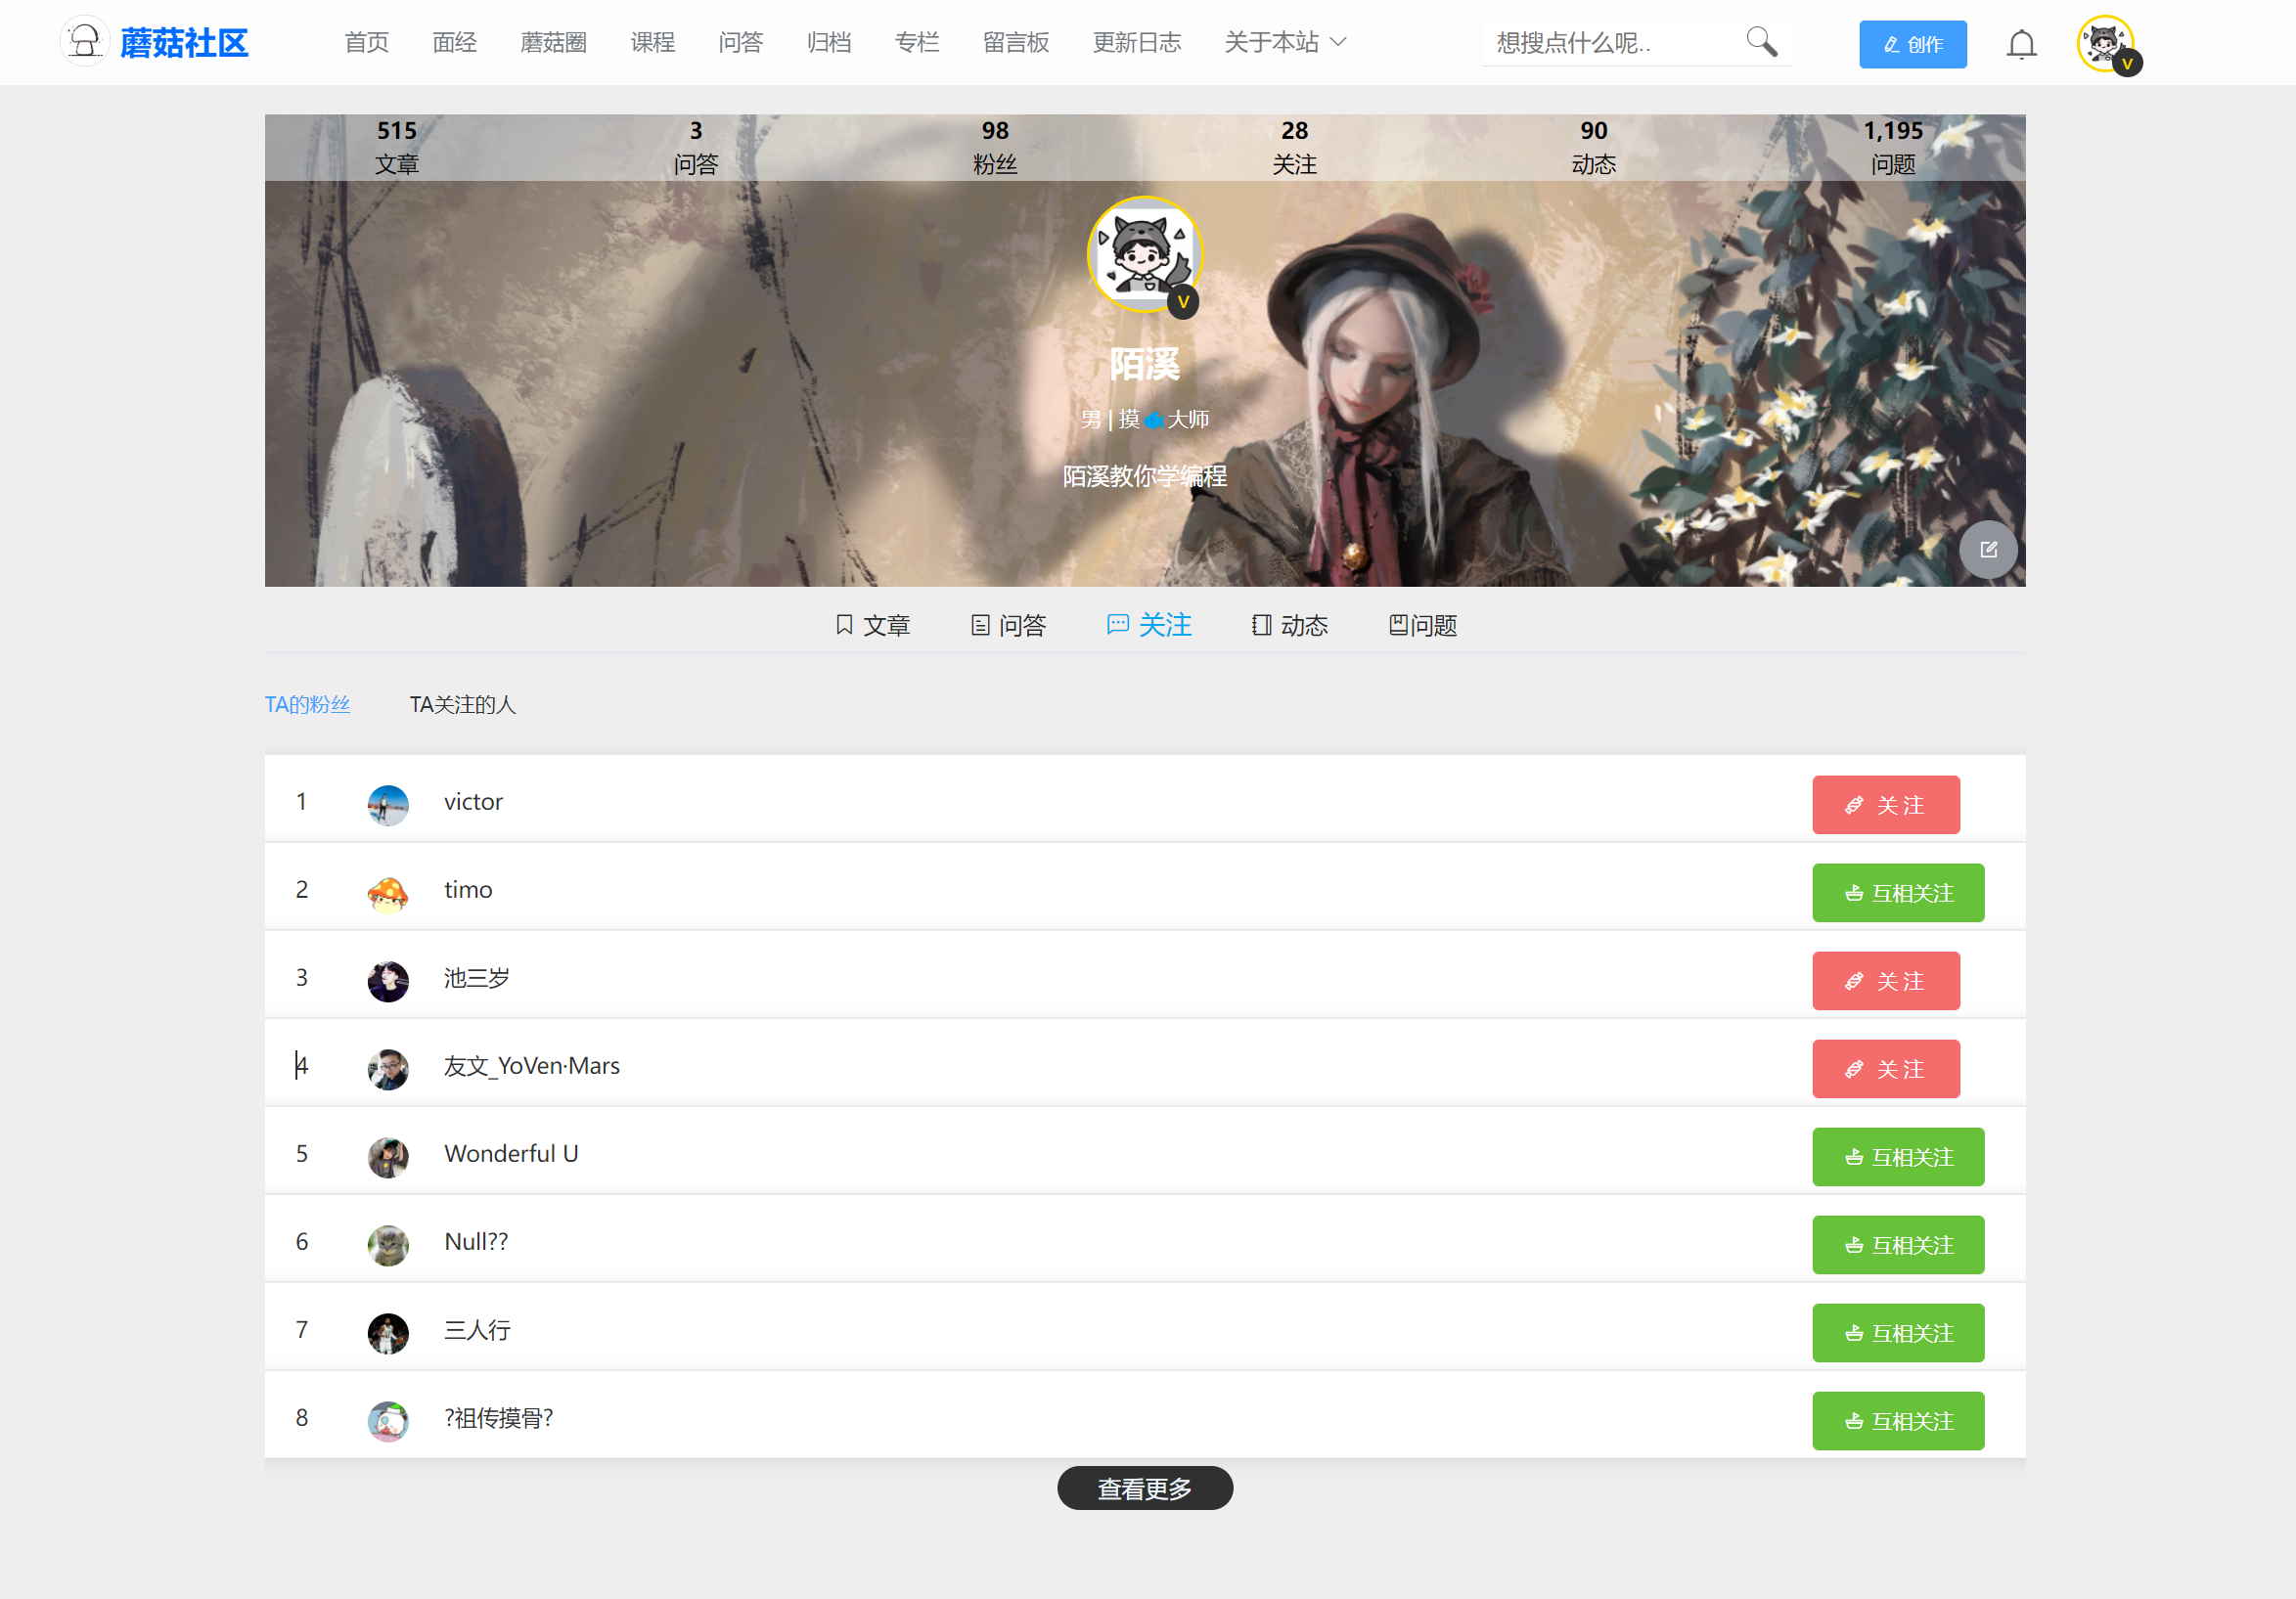 蘑菇社区 首页 面经 蘑菇圈 课程 问答 归档 专栏 留言板 更新日志 关于本站 想搜点什么呢.. 创作
V
515 3 98 28 90 1,195
文章 问答 粉丝 关注 动态 问题
V
陌溪
男 | 摸🐟大师
陌溪教你学编程
文章 问答 关注 动态 问题
TA的粉丝 TA关注的人
1 victor 关 注
2 timo 互相关注
3 池三岁 关 注
4 友文_YoVen·Mars 关 注
5 Wonderful U 互相关注
6 Null?? 互相关注
7 三人行 互相关注
8 ?祖传摸骨? 互相关注
查看更多